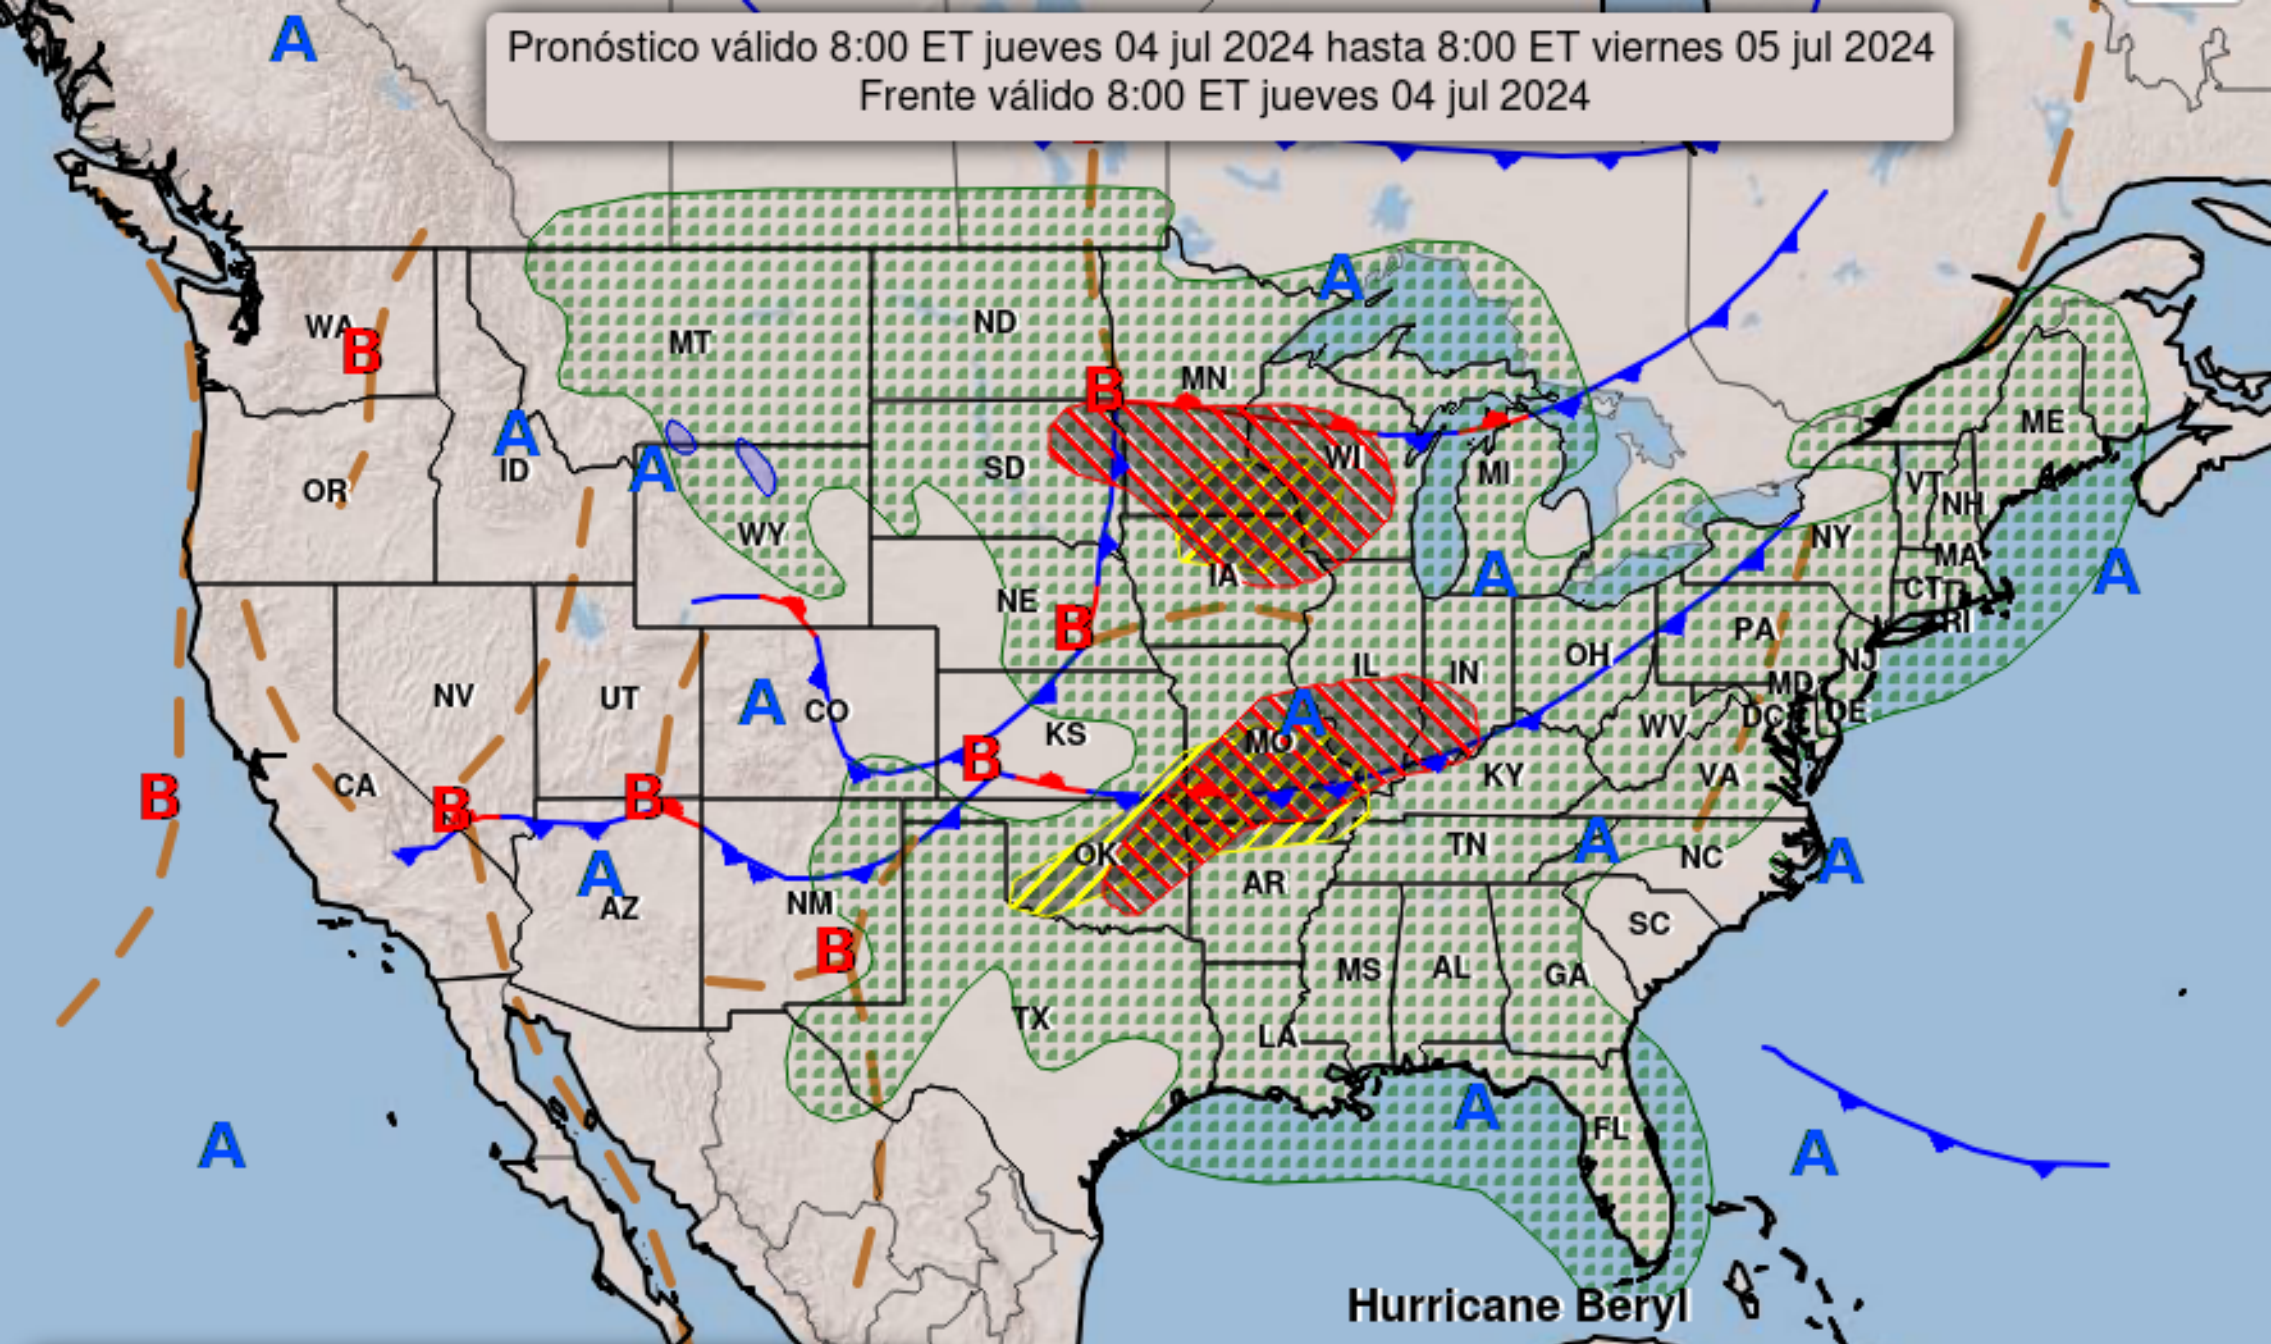 Pronóstico válido 8:00 ET jueves 04 jul 2024 hasta 8:00 ET viernes 05 jul 2024
Frente válido 8:00 ET jueves 04 jul 2024
A
A
WA
B
MT
ND
MN
B
ME
A
OR
ID
A
SD
WI
MI
VT
NH
WY
NY
IA
A
MA
A
CT
NE
B
RI
PA
NV
UT
A
CO
KS
IL
IN
OH
NJ
MD
DC
DE
WV
A
MO
B
CA
B
B
B
KY
VA
A
AZ
NM
OK
AR
TN
A
NC
A
B
TX
MS
AL
GA
SC
LA
A
A
FL
A
Hurricane Beryl